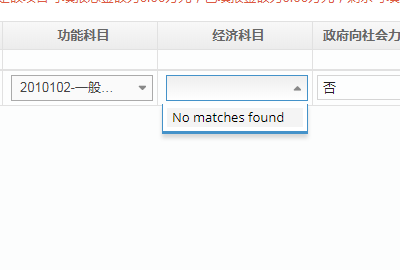 功能科目 经济科目 政府向社会力
2010102-一般... 否
No matches found